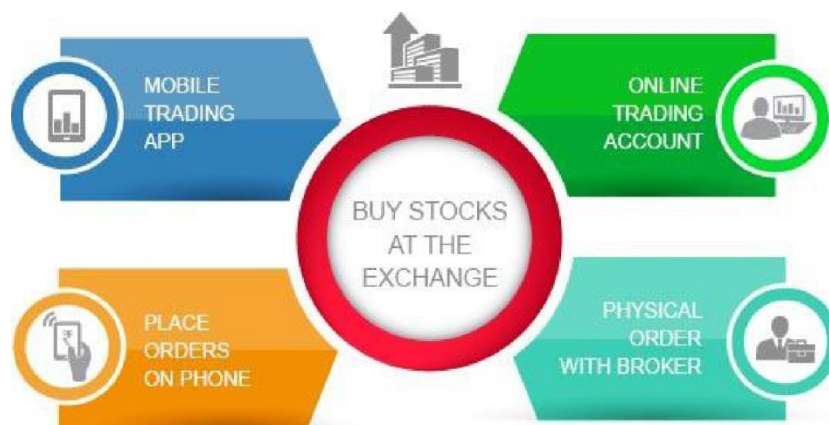 MOBILE
TRADING
APP
ONLINE
TRADING
ACCOUNT
BUY STOCKS
AT THE
EXCHANGE
PLACE
ORDERS
ON PHONE
PHYSICAL
ORDER
WITH BROKER